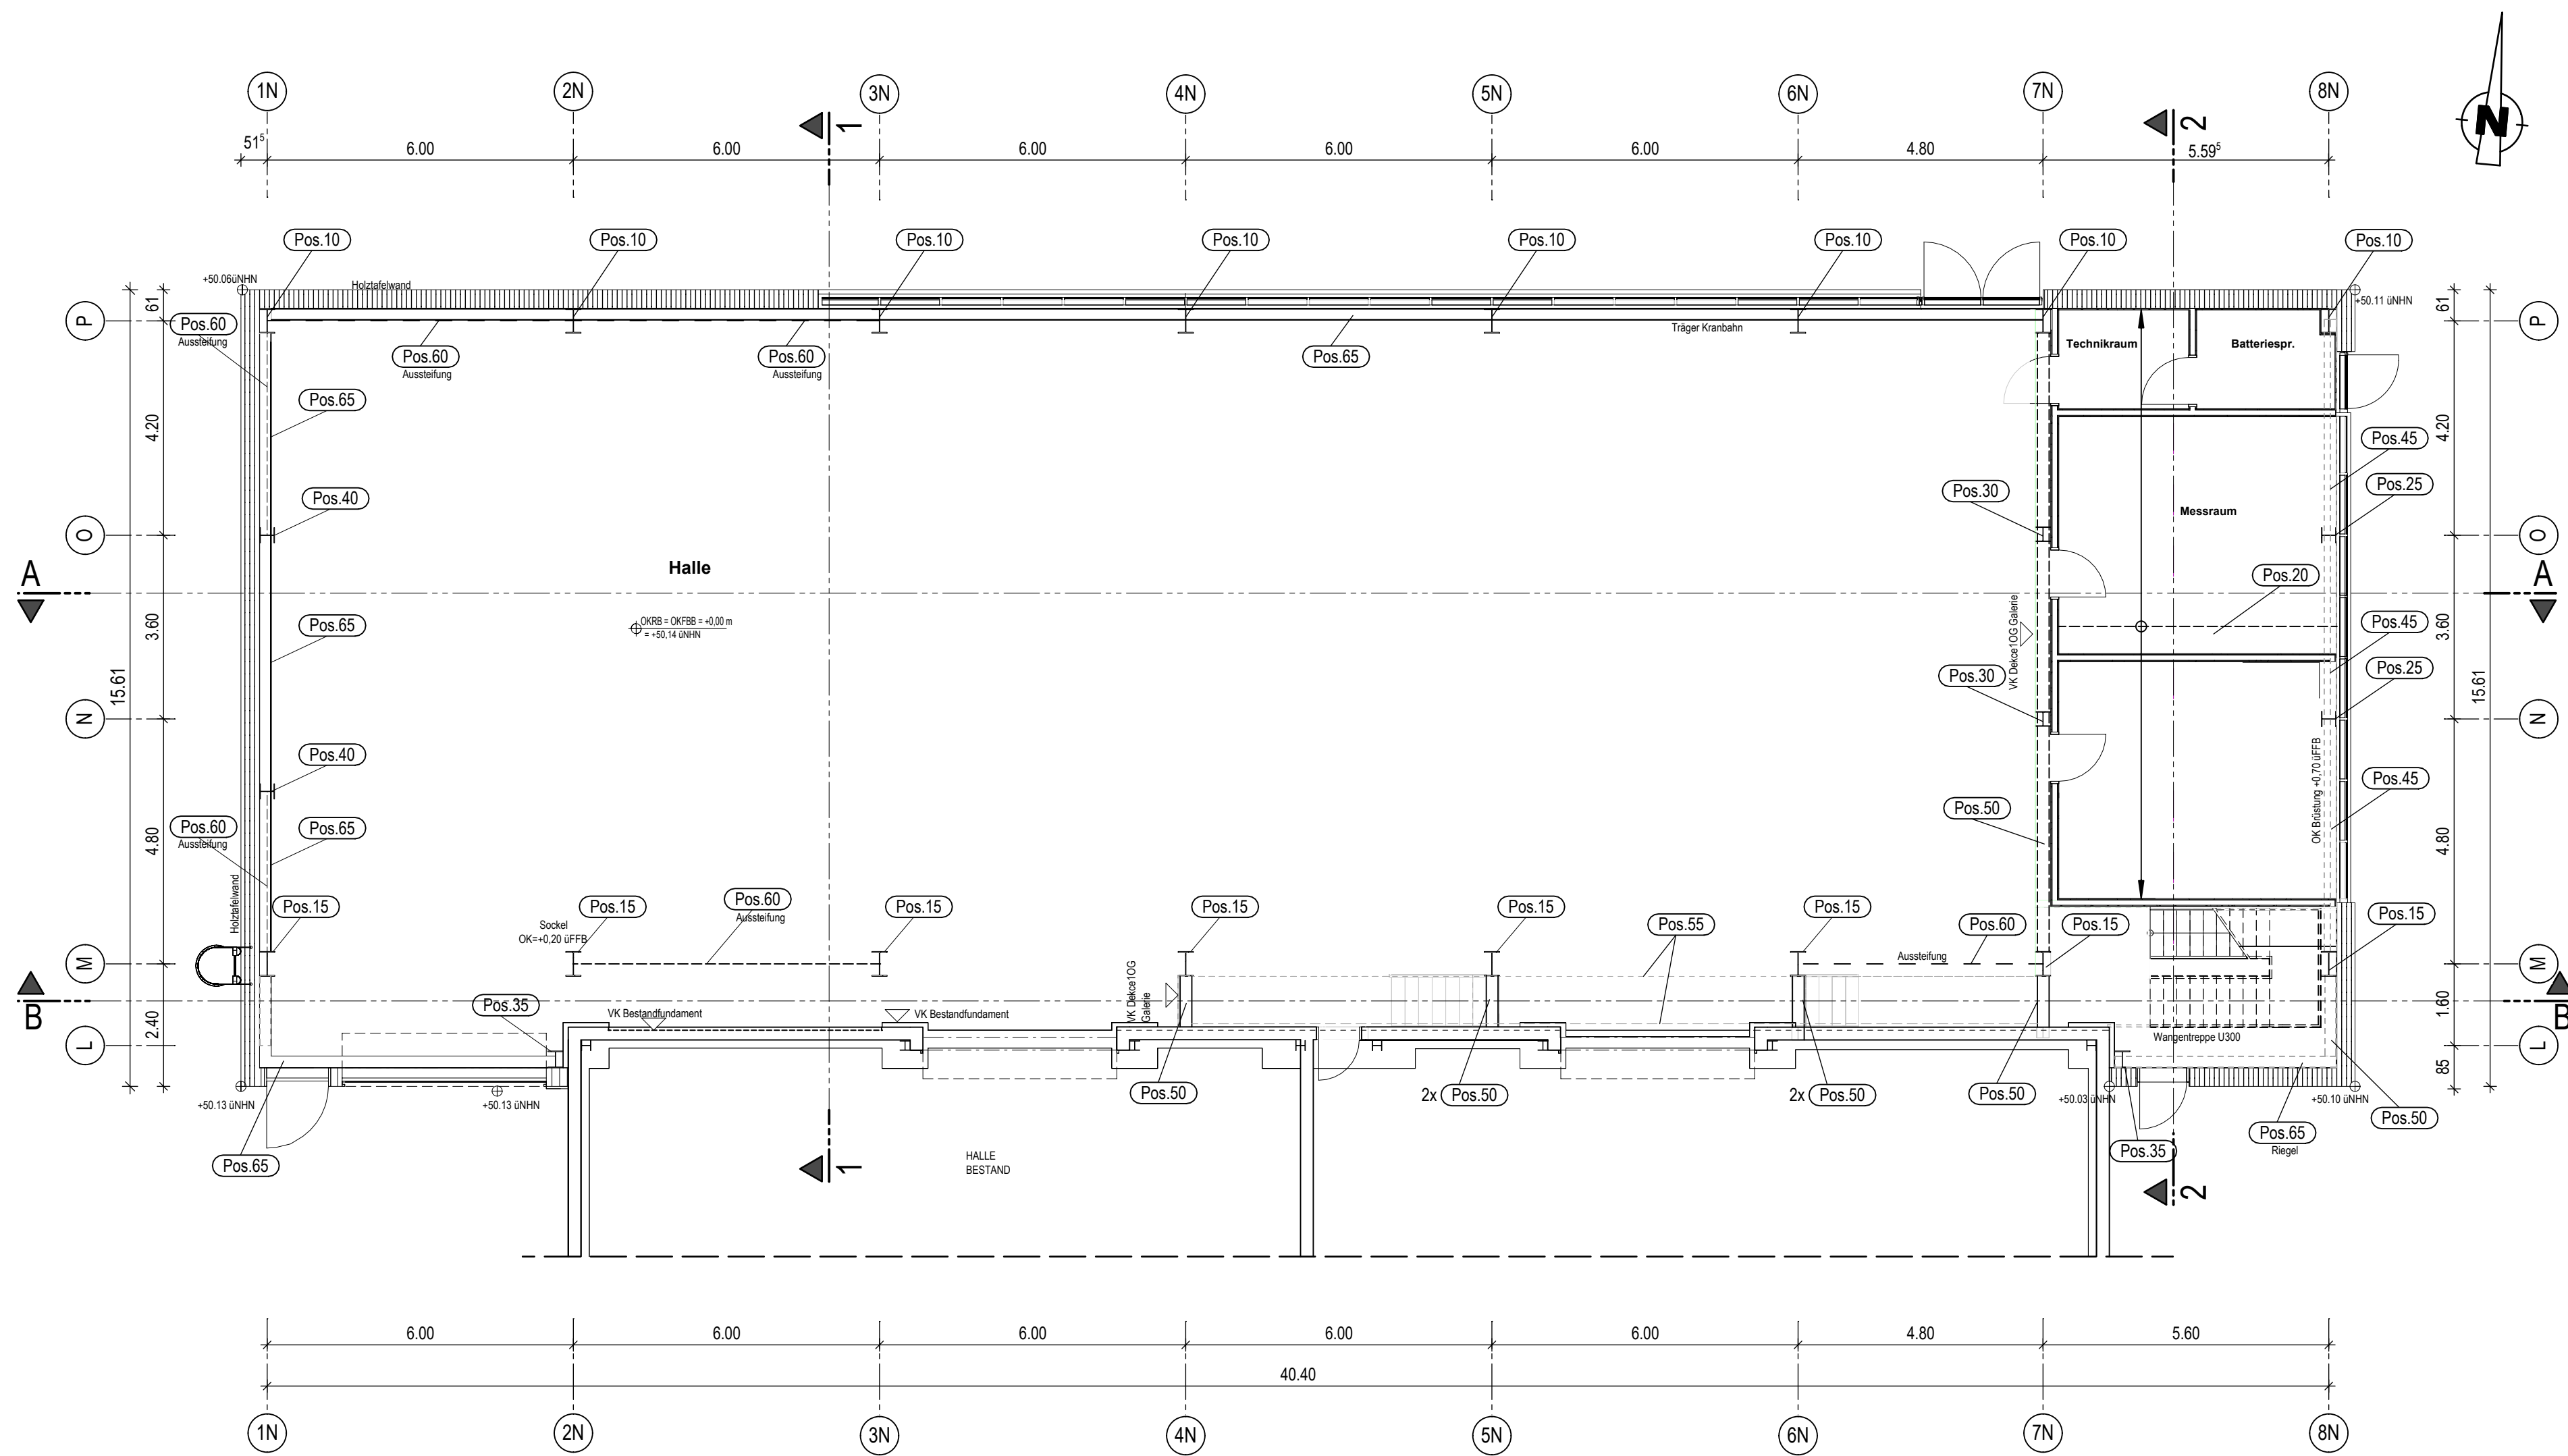 1N
2N
3N
4N
5N
6N
7N
8N
N
1
2
51⁵
6.00
6.00
6.00
6.00
6.00
4.80
5.59⁵
Pos.10
Pos.10
Pos.10
Pos.10
Pos.10
Pos.10
Pos.10
Pos.10
+50.06üNHN
Holztafelwand
+50.11 üNHN
61
61
P
P
Pos.60
Aussteifung
Pos.60
Aussteifung
Pos.60
Aussteifung
Pos.65
Träger Kranbahn
Technikraum
Batteriespr.
Pos.65
4.20
4.20
Pos.45
Pos.40
Pos.30
Pos.25
Messraum
O
O
Halle
A
A
Pos.20
OKRB = OKFBB = +0,00 m
= +50,14 üNHN
3.60
3.60
Pos.65
VK Dekce1OG Galerie
Pos.45
Pos.30
Pos.25
15.61
15.61
N
N
Pos.40
Pos.45
OK Brüstung +0,70 üFFB
Pos.50
Pos.60
Aussteifung
Pos.65
4.80
4.80
Holztafelwand
Pos.15
Sockel
OK=+0,20 üFFB
Pos.15
Pos.60
Aussteifung
Pos.15
Pos.15
Pos.15
Pos.55
Pos.15
Pos.60
Aussteifung
Pos.15
Pos.15
M
M
VK Dekce1OG
Galerie
B
B
Pos.35
VK Bestandfundament
VK Bestandfundament
2.40
1.60
Wangentreppe U300
L
L
85
+50.13 üNHN
+50.13 üNHN
Pos.50
2x Pos.50
2x Pos.50
Pos.50
+50.03 üNHN
+50.10 üNHN
Pos.50
Pos.65
Riegel
Pos.35
Pos.65
HALLE
BESTAND
1
2
6.00
6.00
6.00
6.00
6.00
4.80
5.60
40.40
1N
2N
3N
4N
5N
6N
7N
8N